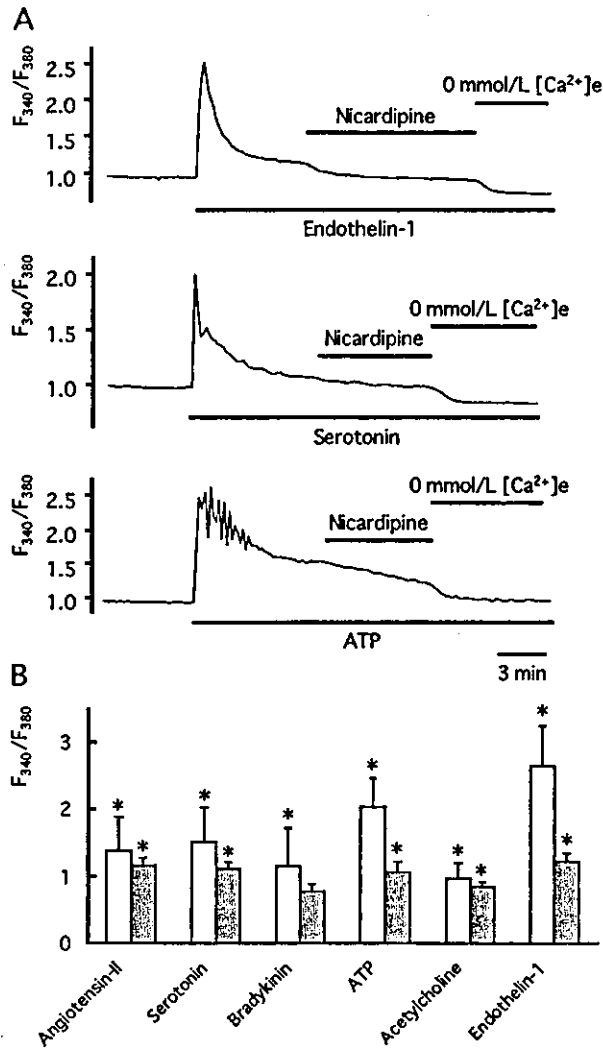 A
F340/F380
2.5
2.0
1.5
1.0
0 mmol/L [Ca2+]e
Nicardipine
Endothelin-1
F340/F380
2.0
1.5
1.0
0 mmol/L [Ca2+]e
Nicardipine
Serotonin
F340/F380
2.5
2.0
1.5
1.0
0 mmol/L [Ca2+]e
Nicardipine
ATP
3 min
B
F340/F380
3
2
1
0
* * * * * * * * * * *
Angiotensin-II
Serotonin
Bradykinin
ATP
Acetylcholine
Endothelin-1